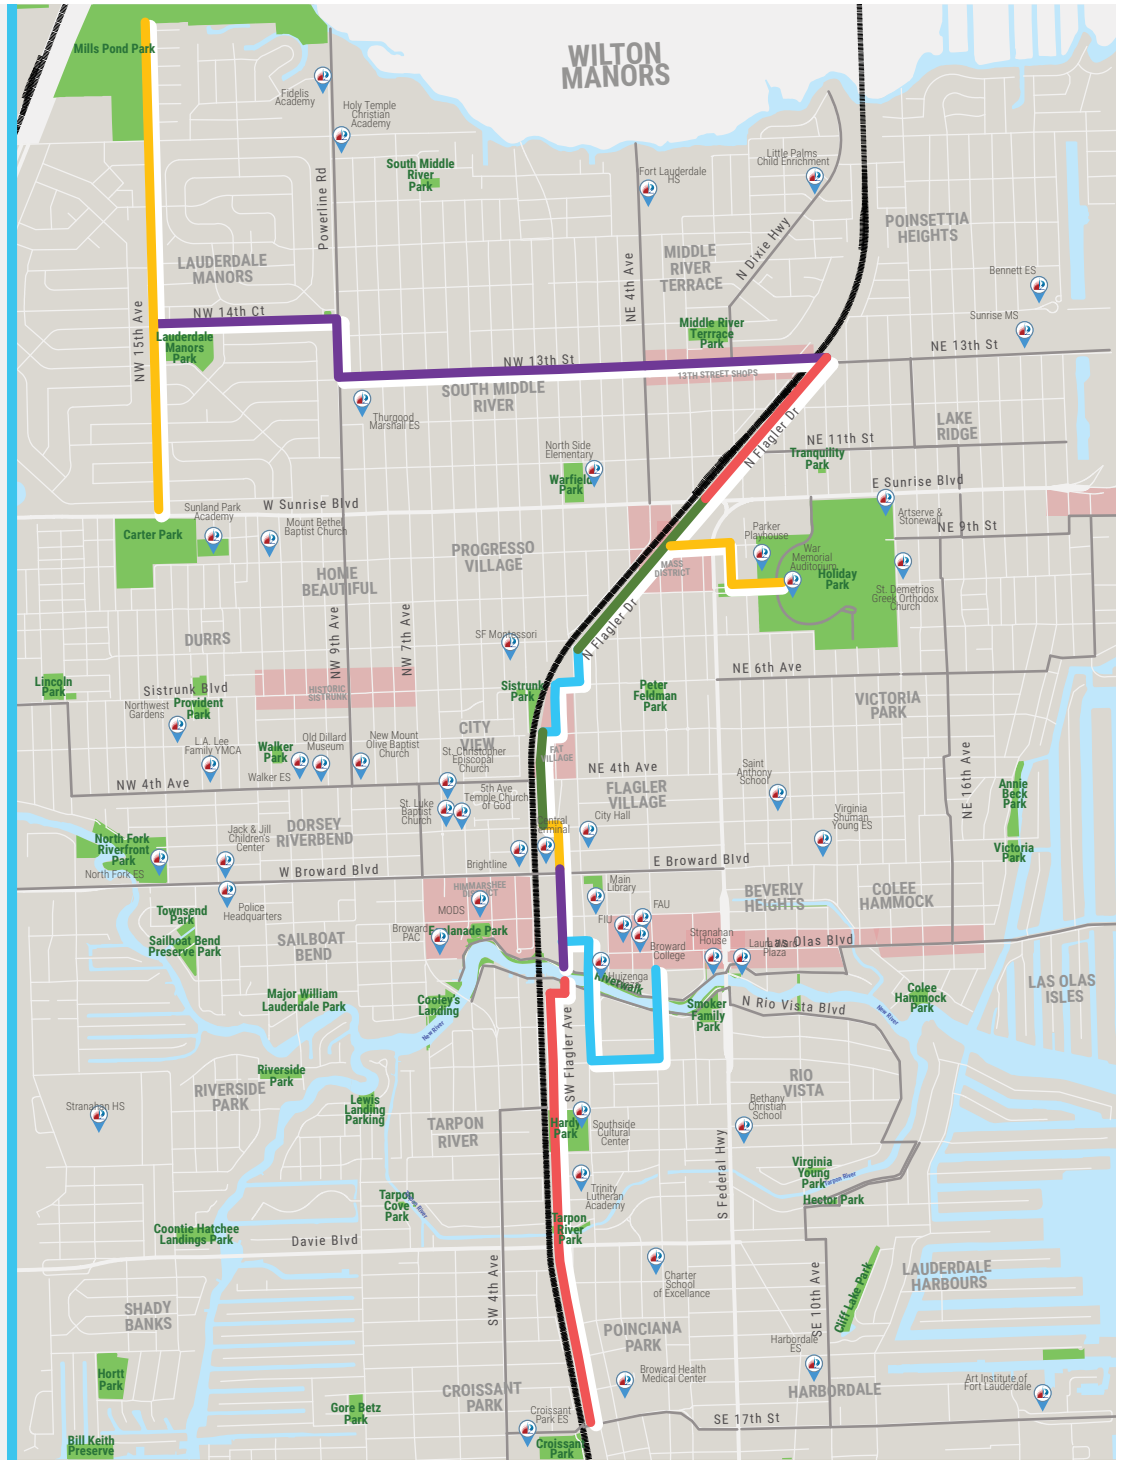 WILTON
MANORS
Mills Pond Park
Fidelis
Academy
Holy Temple
Christian
Academy
Powerline Rd
South Middle
River
Park
Fort Lauderdale
HS
Little Palms
Child Enrichment
N Dixie Hwy
POINSETTIA
HEIGHTS
LAUDERDALE
MANORS
MIDDLE
RIVER
TERRACE
NE 4th Ave
Bennett ES
Sunrise MS
NW 15th Ave
NW 14th Ct
Lauderdale
Manors
Park
Middle River
Terrrace
Park
NE 13th St
NW 13th St
13TH STREET SHOPS
SOUTH MIDDLE
RIVER
Thurgood
Marshall ES
N Flagler Dr
LAKE
RIDGE
NE 11th St
Tranquility
Park
North Side
Elementary
Warfield
Park
E Sunrise Blvd
W Sunrise Blvd
Sunland Park
Academy
Mount Bethel
Baptist Church
Carter Park
Artserve &
Stonewall
NE 9th St
Parker
Playhouse
War
Memorial
Auditorium
Holiday
Park
St. Demetrios
Greek Orthodox
Church
PROGRESSO
VILLAGE
MASS
DISTRICT
HOME
BEAUTIFUL
NW 9th Ave
NW 7th Ave
DURRS
SF Montessori
N Flagler Dr
NE 6th Ave
Lincoln
Park
Sistrunk Blvd
HISTORIC
SISTRUNK
Northwest
Gardens
Provident
Park
Sistrunk
Park
Peter
Feldman
Park
VICTORIA
PARK
L.A. Lee
Family YMCA
Walker
Park
Old Dillard
Museum
New Mount
Olive Baptist
Church
CITY
VIEW
St. Christopher
Episcopal
Church
FAT
VILLAGE
NE 4th Ave
Saint
Anthony
School
NE 16th Ave
Annie
Beck
Park
Walker ES
NW 4th Ave
St. Luke
Baptist
Church
5th Ave
Temple Church
of God
FLAGLER
VILLAGE
Central
Terminal
City Hall
Virginia
Shuman
Young ES
Victoria
Park
North Fork
Riverfront
Park
North Fork ES
Jack & Jill
Children's
Center
DORSEY
RIVERBEND
W Broward Blvd
Brightline
E Broward Blvd
Police
Headquarters
HIMMARSHEE
DISTRICT
MODS
Main
Library
FAU
FIU
BEVERLY
HEIGHTS
COLEE
HAMMOCK
Townsend
Park
Sailboat Bend
Preserve Park
SAILBOAT
BEND
Broward
PAC
Esplanade Park
Broward
College
Stranahan
House
Laura Ward
Plaza
as Olas Blvd
Huizenga
Riverwalk
LAS OLAS
ISLES
Major William
Lauderdale Park
Cooley's
Landing
New River
Smoker
Family
Park
N Rio Vista Blvd
New River
Colee
Hammock
Park
SW Flagler Ave
Riverside
Park
RIVERSIDE
PARK
Stranahan HS
Lewis
Landing
Parking
TARPON
RIVER
RIO
VISTA
Bethany
Christian
School
Hardy
Park
Southside
Cultural
Center
S Federal Hwy
Virginia
Young
Park
Tarpon River
Hector Park
Trinity
Lutheran
Academy
Tarpon
Cove
Park
Tarpon
River
Park
Coontie Hatchee
Landings Park
Davie Blvd
SW 4th Ave
Charter
School
of Excellance
SE 10th Ave
Cliff Lake Park
LAUDERDALE
HARBOURS
SHADY
BANKS
POINCIANA
PARK
Harbordale
ES
Hortt
Park
Broward Health
Medical Center
HARBORDALE
Art Institute of
Fort Lauderdale
CROISSANT
PARK
Gore Betz
Park
Croissant
Park ES
SE 17th St
Bill Keith
Preserve
Croissant
Park